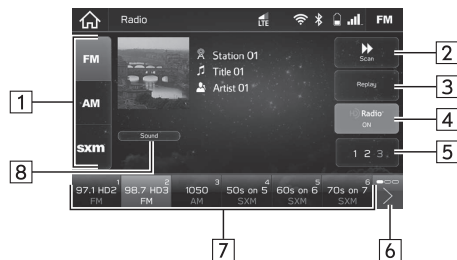 Radio LTE FM
FM
AM
sxm
Station 01
Title 01
Artist 01
Sound
Scan
Replay
HD Radio
ON
1 2 3
1 2 3 4 5 6
97.1 HD2 98.7 HD3 1050 50s on 5 60s on 6 70s on 7
FM FM AM SXM SXM SXM
1
2
3
4
5
8
7
6